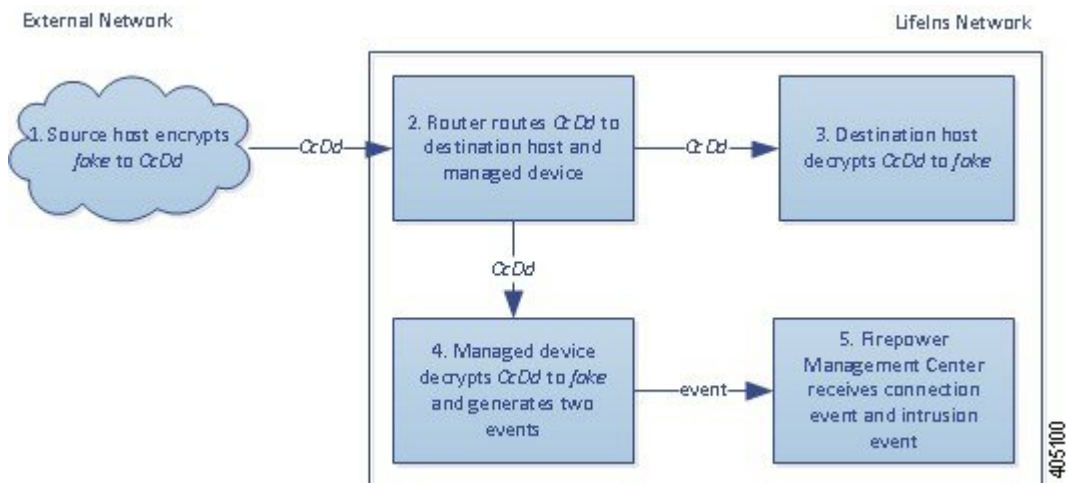 External Network
LifeIns Network
1. Source host encrypts
fake to CcDd
CcDd
2. Router routes CcDd to
destination host and
managed device
CcDd
3. Destination host
decrypts CcDd to fake
CcDd
4. Managed device
decrypts CcDd to fake
and generates two
events
event
5. Firepower
Management Center
receives connection
event and intrusion
event
405100